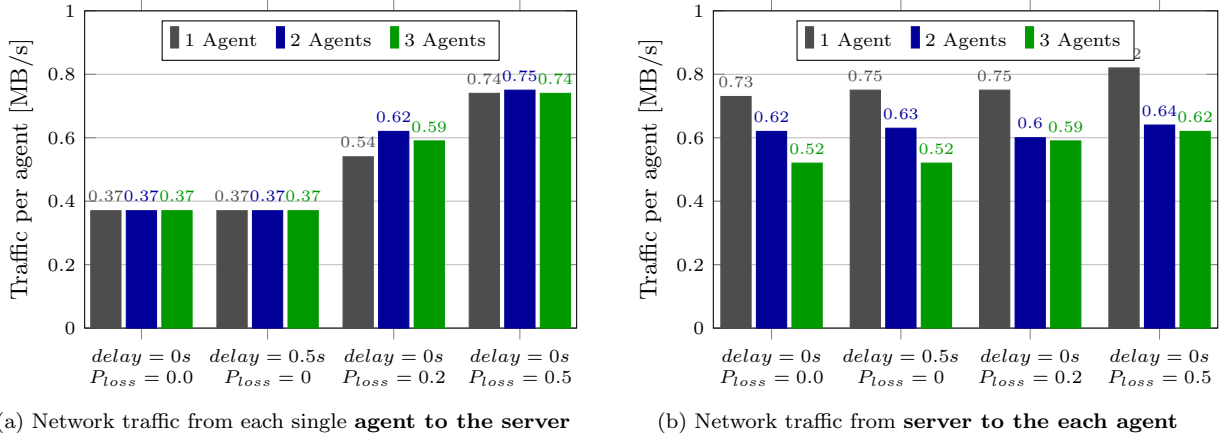 1 Agent 2 Agents 3 Agents
Traffic per agent [MB/s]
1
0.8
0.6
0.4
0.2
0
0.37 0.37 0.37
0.37 0.37 0.37
0.54 0.62 0.59
0.74 0.75 0.74
delay = 0s delay = 0.5s delay = 0s delay = 0s
P_loss = 0.0 P_loss = 0 P_loss = 0.2 P_loss = 0.5
a) Network traffic from each single agent to the server
1 Agent 2 Agents 3 Agents
Traffic per agent [MB/s]
1
0.8
0.6
0.4
0.2
0
0.73 0.62 0.52
0.75 0.63 0.52
0.75 0.6 0.59
2 0.64 0.62
delay = 0s delay = 0.5s delay = 0s delay = 0s
P_loss = 0.0 P_loss = 0 P_loss = 0.2 P_loss = 0.5
(b) Network traffic from server to the each agent